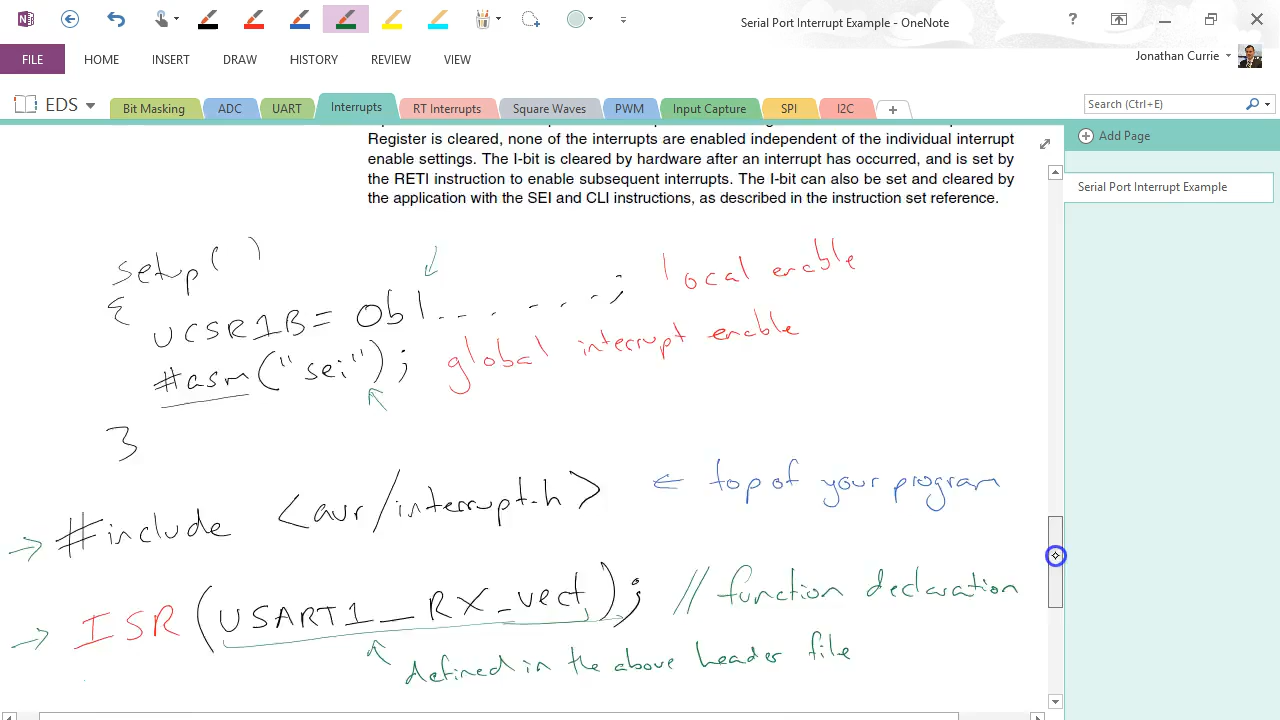 Serial Port Interrupt Example - OneNote
?
Jonathan Currie
FILE HOME INSERT DRAW HISTORY REVIEW VIEW
EDS
Bit Masking ADC UART Interrupts RT Interrupts Square Waves PWM Input Capture SPI I2C
Search (Ctrl+E)
Add Page
Serial Port Interrupt Example
Register is cleared, none of the interrupts are enabled independent of the individual interrupt
enable settings. The I-bit is cleared by hardware after an interrupt has occurred, and is set by
the RETI instruction to enable subsequent interrupts. The I-bit can also be set and cleared by
the application with the SEI and CLI instructions, as described in the instruction set reference.
setup( )
{
UCSR1B = 0b1.......; local enable
#asm("sei"); global interrupt enable
}
#include <avr/interrupt.h> ← top of your program
→ ISR (USART1_RX_vect); // function declaration
defined in the above header file